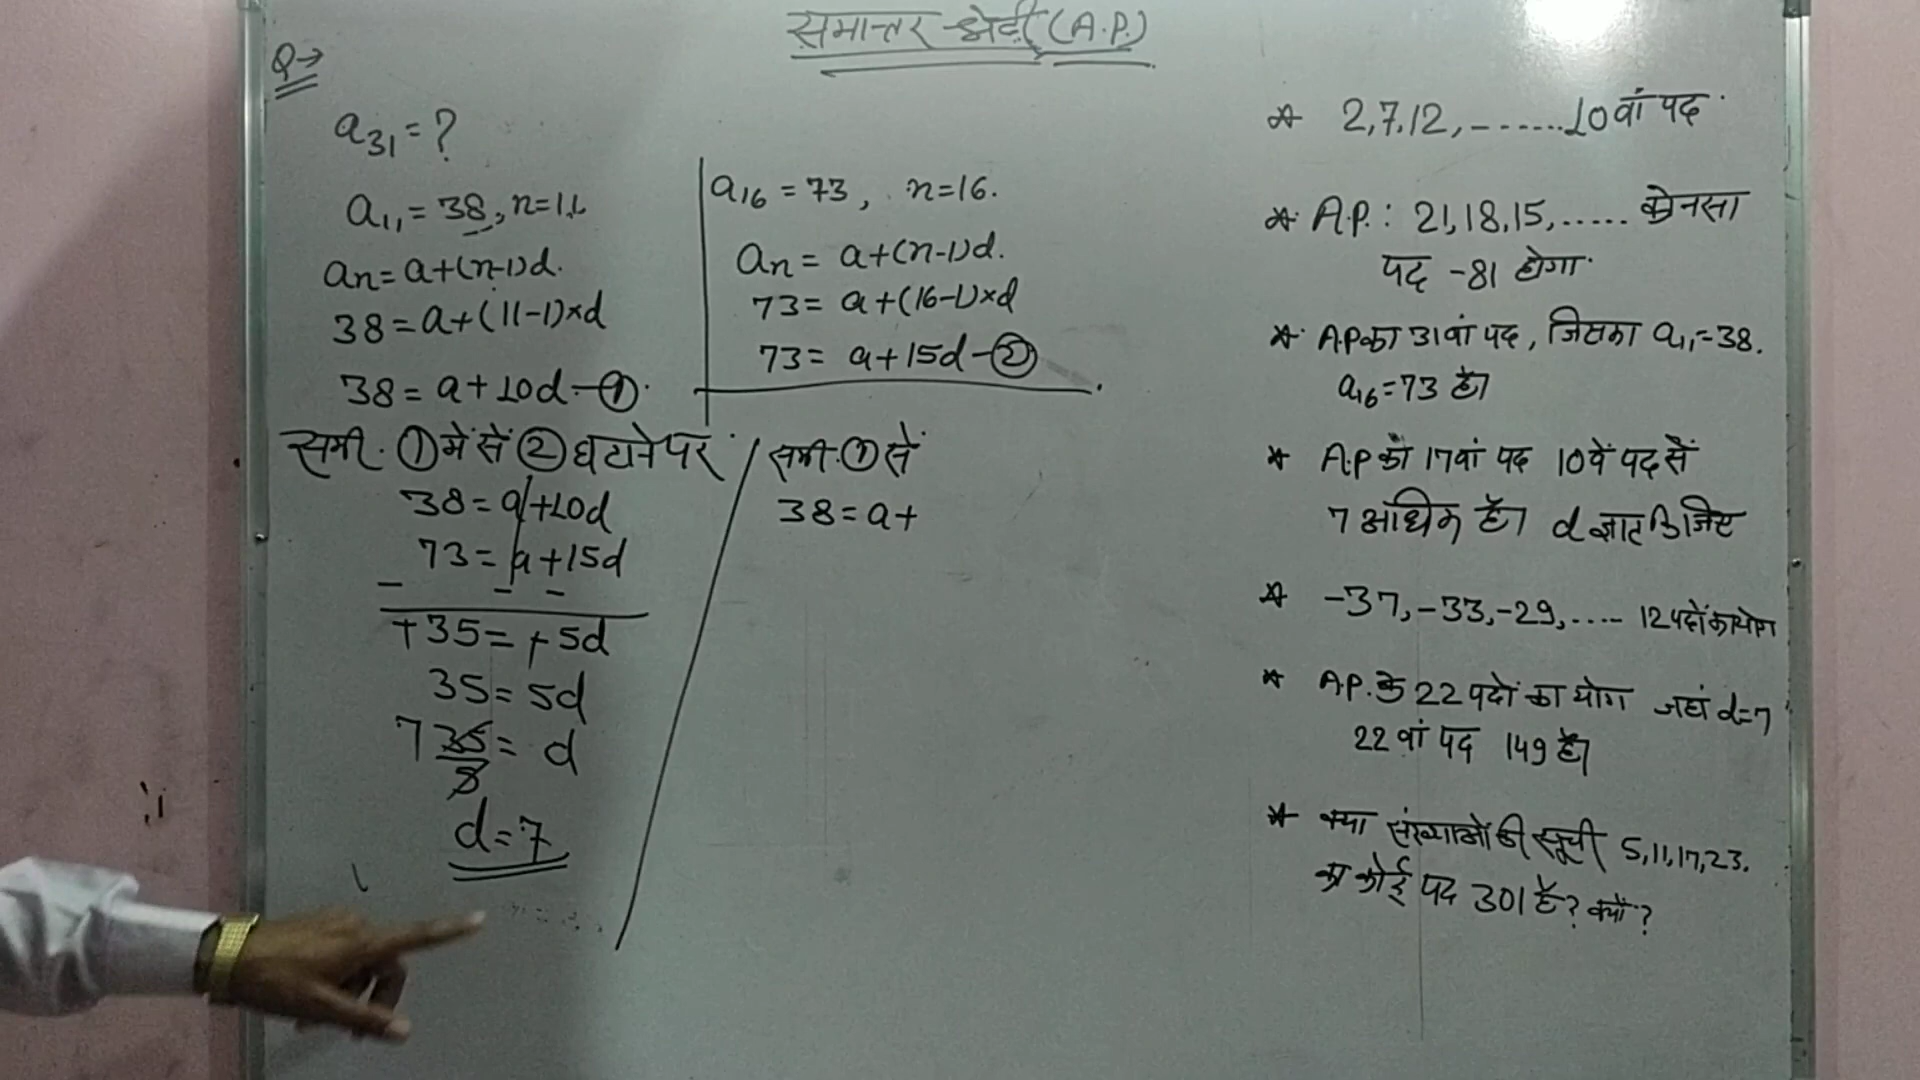 समान्तर श्रेढ़ी (A.P.)
Q→
a₃₁ = ?
a₁₁ = 38, n=11
an = a+(n-1)d.
38 = a+(11-1)×d
38 = a+10d -①
a₁₆ = 73, n=16.
an = a+(n-1)d.
73 = a+(16-1)×d
73 = a+15d -②
समी. ① में से ② घटाने पर
38 = a+10d
73 = a+15d
- - -
+35 = +5d
35 = 5d
7 35/5 = d
d=7
समी. ① से
38 = a+
* 2,7,12,-......10वां पद
* A.P.: 21,18,15,...... कौनसा
पद -81 होगा
* A.P का 31वां पद, जिसका a₁₁=38.
a₁₆=73 है।
* A.P का 17वां पद 10वें पद से
7 अधिक है। d ज्ञात किजिए
* -37,-33,-29,..... 12 पदों का योग
* A.P. के 22 पदों का योग जहां d=7
22 वां पद 149 है।
* क्या संख्याओं की सूची 5,11,17,23.
का कोई पद 301 है? क्यों?